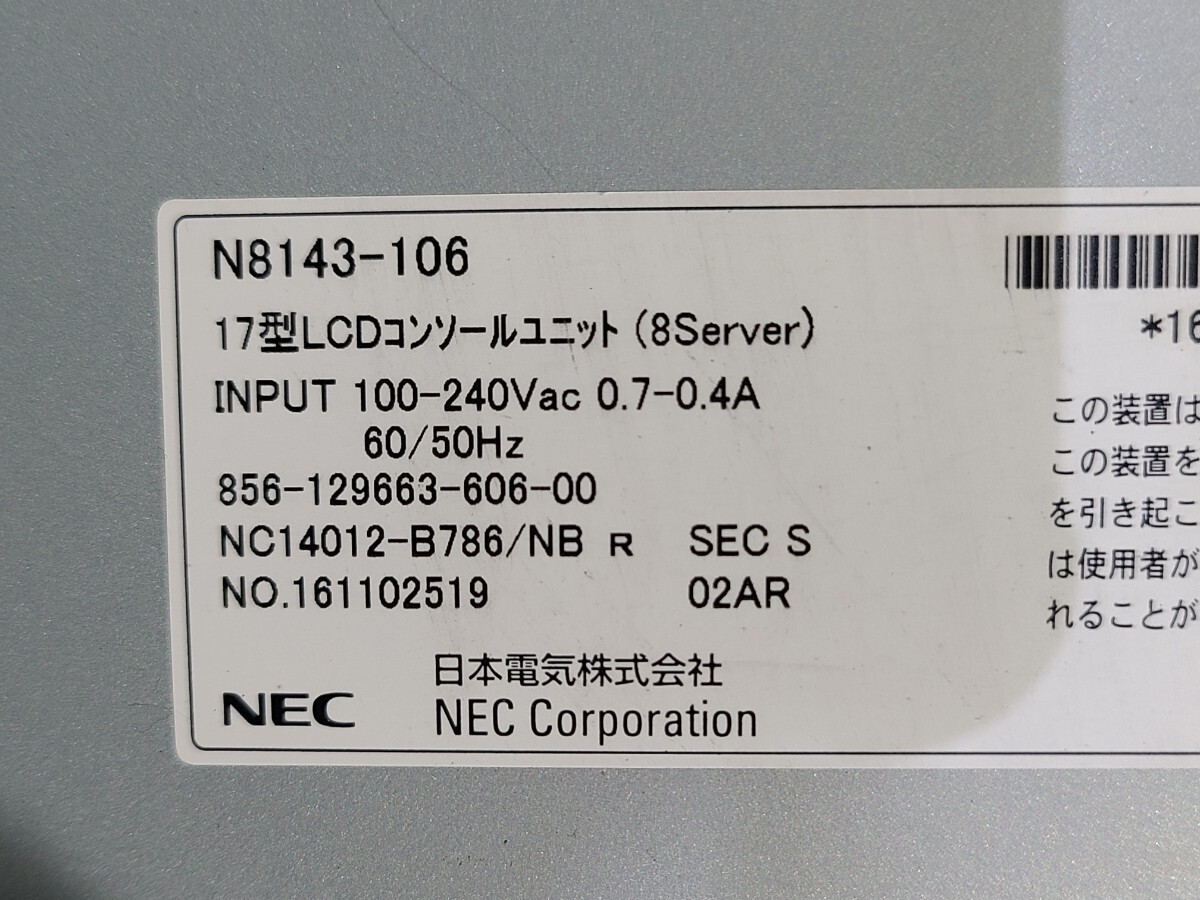 N8143-106
17型LCDコンソールユニット (8Server)
INPUT 100-240Vac 0.7-0.4A
60/50Hz
856-129663-606-00
NC14012-B786/NB R SEC S
NO.161102519 02AR
日本電気株式会社
NEC NEC Corporation
*16
この装置は
この装置を
を引き起こ
は使用者が
れることが